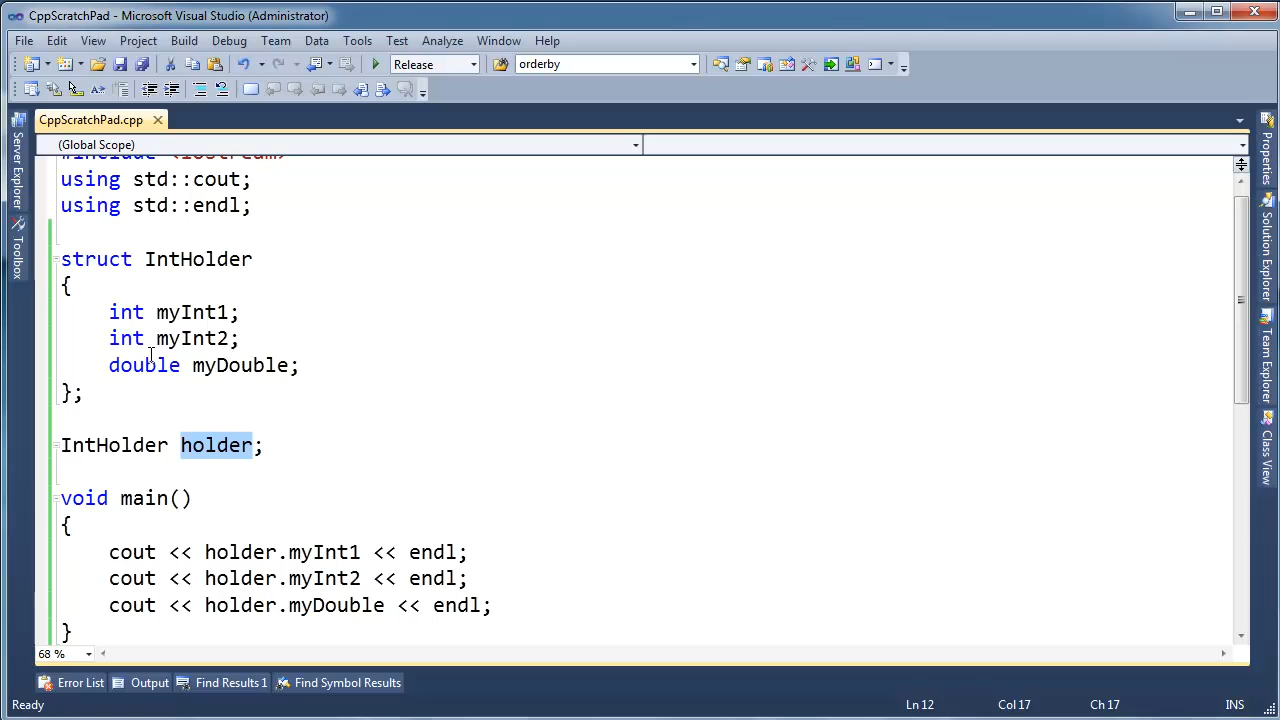 CppScratchPad - Microsoft Visual Studio (Administrator)
File Edit View Project Build Debug Team Data Tools Test Analyze Window Help
Release orderby
CppScratchPad.cpp
(Global Scope)
#include <iostream>
using std::cout;
using std::endl;
struct IntHolder
{
int myInt1;
int myInt2;
double myDouble;
};
IntHolder holder;
void main()
{
cout << holder.myInt1 << endl;
cout << holder.myInt2 << endl;
cout << holder.myDouble << endl;
}
68 %
Error List Output Find Results 1 Find Symbol Results
Ready Ln 12 Col 17 Ch 17 INS
Server Explorer
Toolbox
Properties
Solution Explorer
Team Explorer
Class View